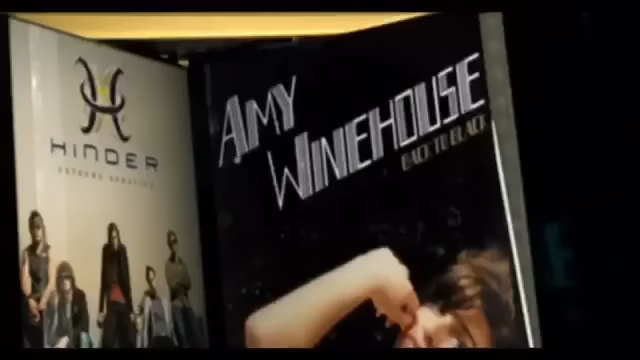 HINDER
EXTREME BEHAVIOR
AMY
WINEHOUSE
BACK TO BLACK